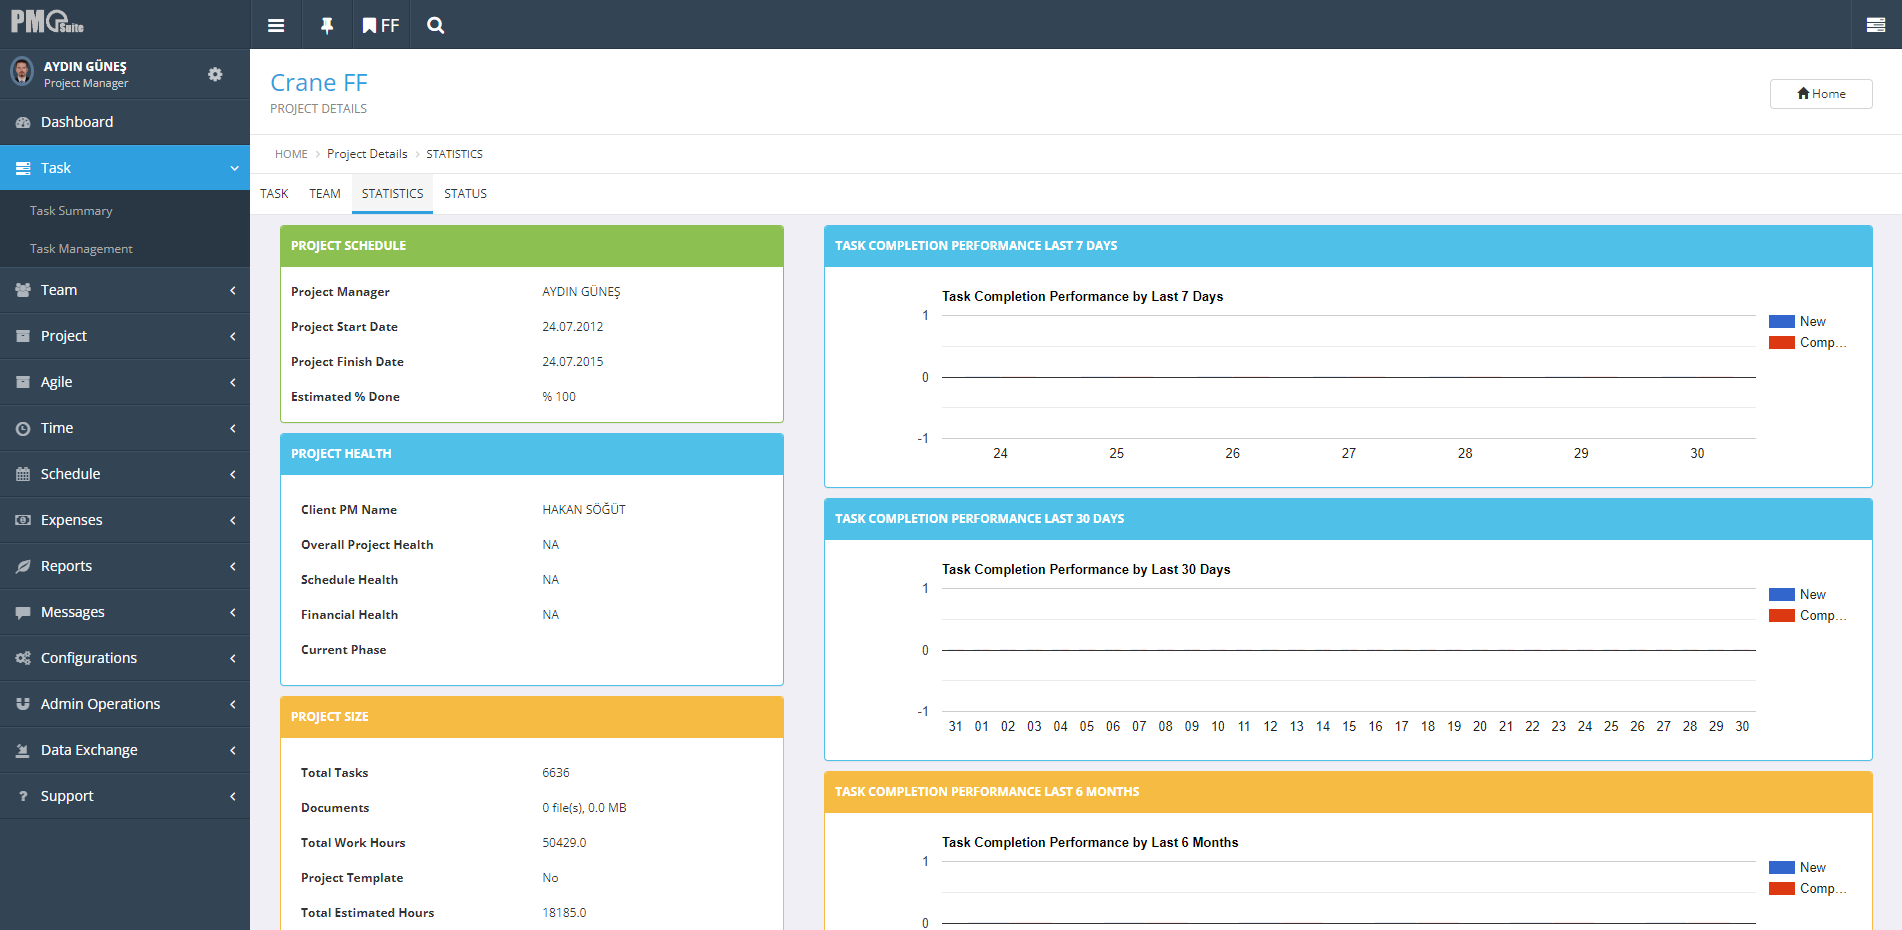 PMO Suite
FF
AYDIN GÜNEŞ
Project Manager
Dashboard
Task
Task Summary
Task Management
Team
Project
Agile
Time
Schedule
Expenses
Reports
Messages
Configurations
Admin Operations
Data Exchange
Support
Crane FF
PROJECT DETAILS
Home
HOME > Project Details > STATISTICS
TASK TEAM STATISTICS STATUS
PROJECT SCHEDULE
Project Manager AYDIN GÜNEŞ
Project Start Date 24.07.2012
Project Finish Date 24.07.2015
Estimated % Done % 100
PROJECT HEALTH
Client PM Name HAKAN SÖĞÜT
Overall Project Health NA
Schedule Health NA
Financial Health NA
Current Phase
PROJECT SIZE
Total Tasks 6636
Documents 0 file(s), 0.0 MB
Total Work Hours 50429.0
Project Template No
Total Estimated Hours 18185.0
TASK COMPLETION PERFORMANCE LAST 7 DAYS
Task Completion Performance by Last 7 Days
1
0
-1
24 25 26 27 28 29 30
New
Comp...
TASK COMPLETION PERFORMANCE LAST 30 DAYS
Task Completion Performance by Last 30 Days
1
0
-1
31 01 02 03 04 05 06 07 08 09 10 11 12 13 14 15 16 17 18 19 20 21 22 23 24 25 26 27 28 29 30
New
Comp...
TASK COMPLETION PERFORMANCE LAST 6 MONTHS
Task Completion Performance by Last 6 Months
1
0
New
Comp...